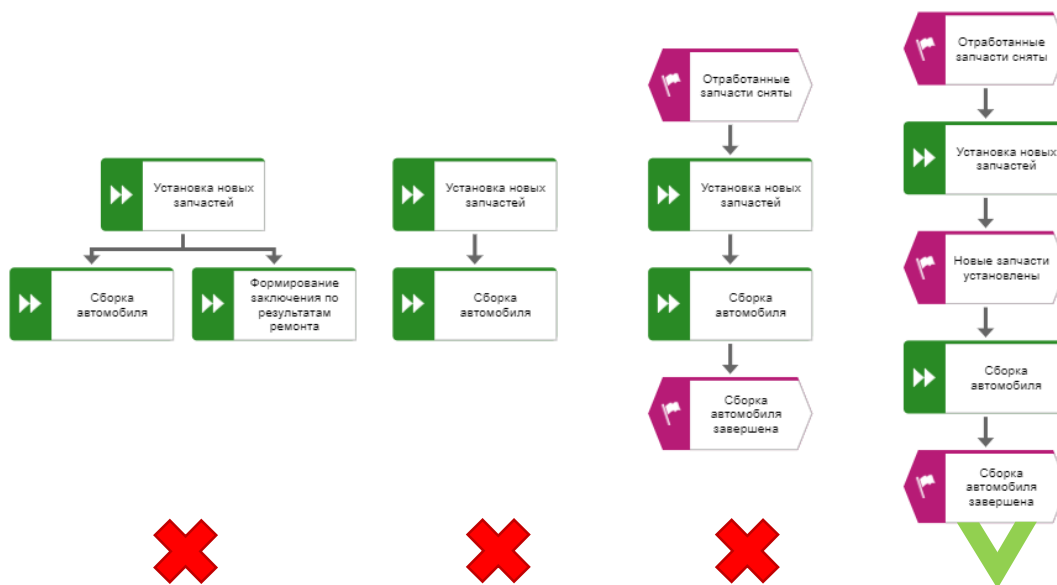 Установка новых
запчастей
Сборка
автомобиля
Формирование
заключения по
результатам
ремонта
Установка новых
запчастей
Сборка
автомобиля
Отработанные
запчасти сняты
Установка новых
запчастей
Сборка
автомобиля
Сборка
автомобиля
завершена
Отработанные
запчасти сняты
Установка новых
запчастей
Новые запчасти
установлены
Сборка
автомобиля
Сборка
автомобиля
завершена